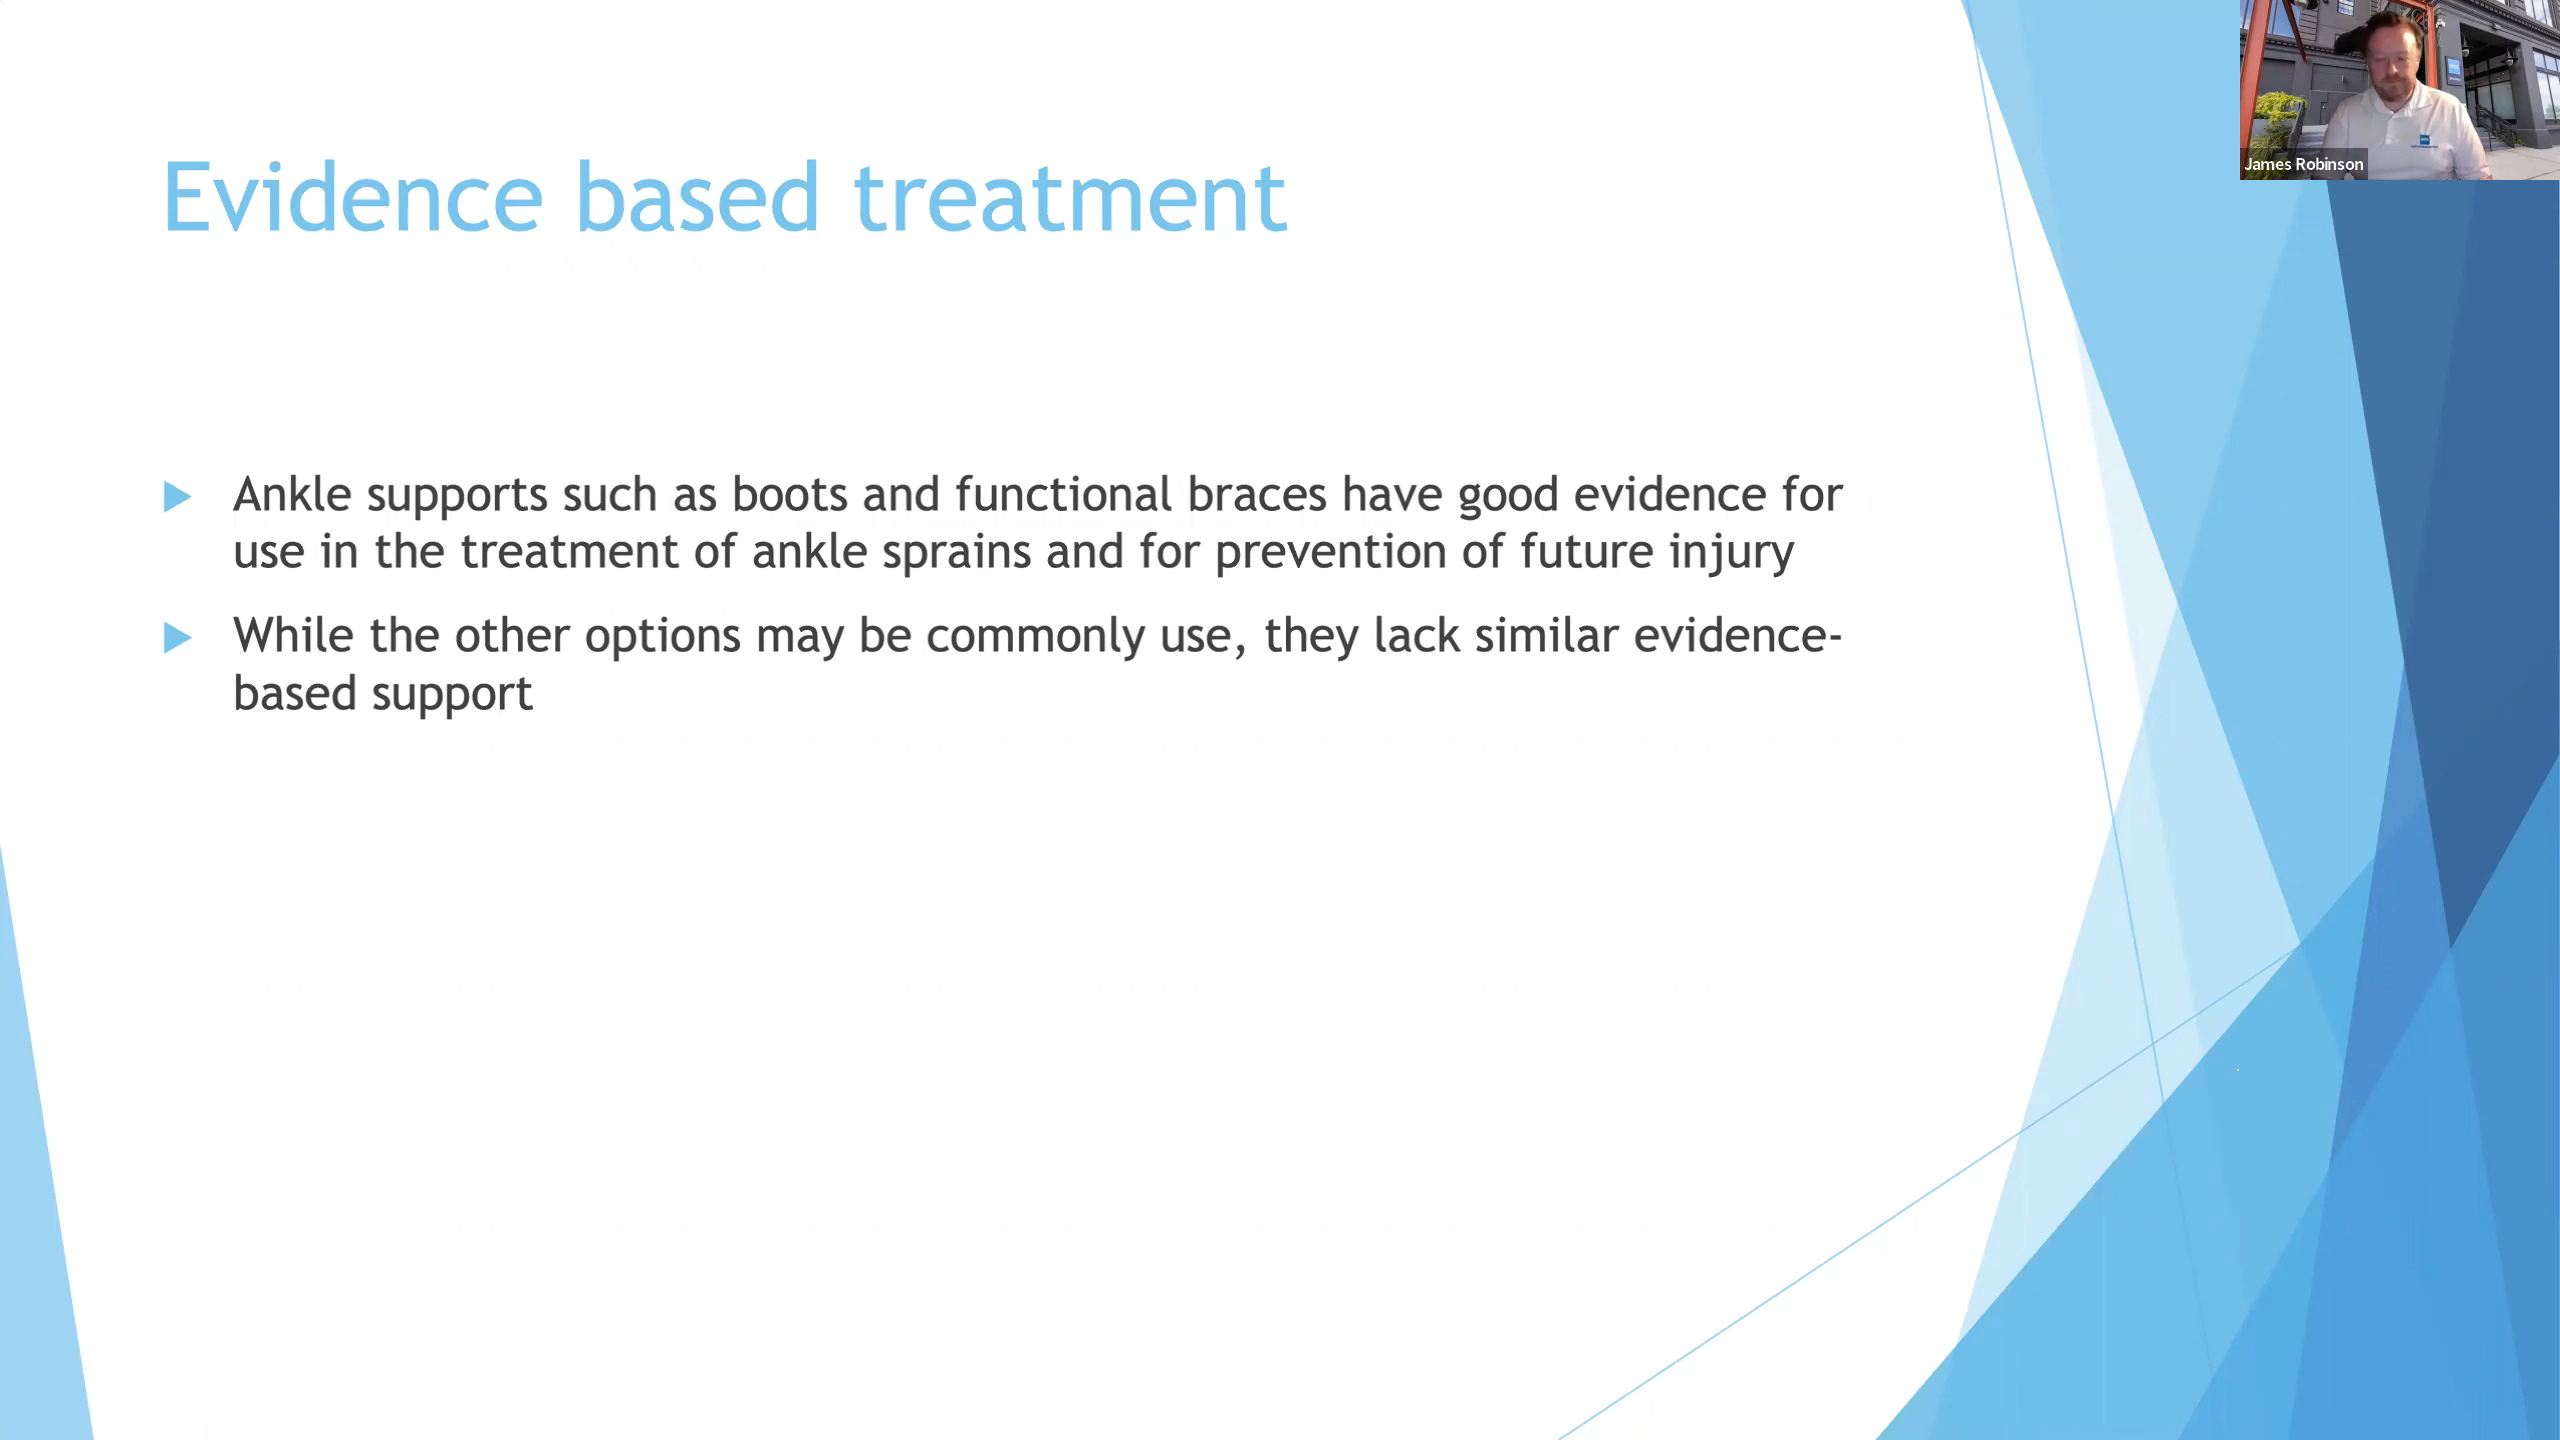 Evidence based treatment
Ankle supports such as boots and functional braces have good evidence for
use in the treatment of ankle sprains and for prevention of future injury
While the other options may be commonly use, they lack similar evidence-
based support
James Robinson